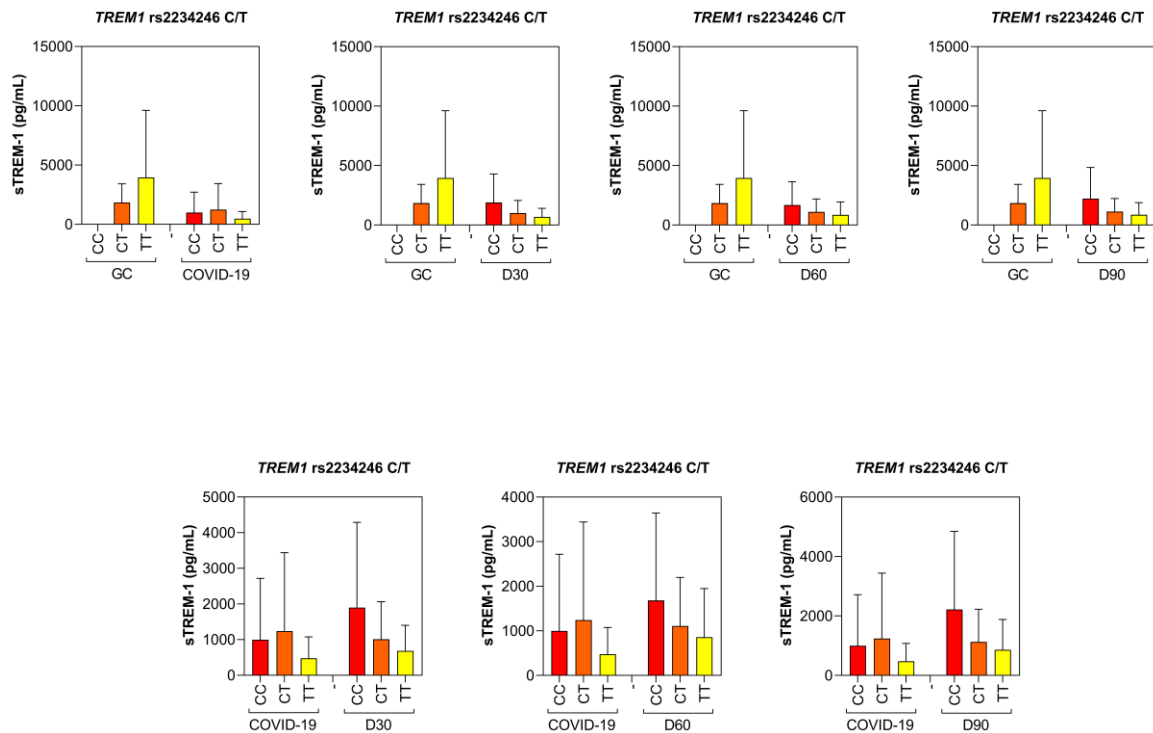 TREM1 rs2234246 C/T
sTREM-1 (pg/mL)
15000
10000
5000
0
CC CT TT - CC CT TT
GC COVID-19
TREM1 rs2234246 C/T
sTREM-1 (pg/mL)
15000
10000
5000
0
CC CT TT - CC CT TT
GC D30
TREM1 rs2234246 C/T
sTREM-1 (pg/mL)
15000
10000
5000
0
CC CT TT - CC CT TT
GC D60
TREM1 rs2234246 C/T
sTREM-1 (pg/mL)
15000
10000
5000
0
CC CT TT - CC CT TT
GC D90
TREM1 rs2234246 C/T
sTREM-1 (pg/mL)
5000
4000
3000
2000
1000
0
CC CT TT - CC CT TT
COVID-19 D30
TREM1 rs2234246 C/T
sTREM-1 (pg/mL)
4000
3000
2000
1000
0
CC CT TT - CC CT TT
COVID-19 D60
TREM1 rs2234246 C/T
sTREM-1 (pg/mL)
6000
4000
2000
0
CC CT TT - CC CT TT
COVID-19 D90